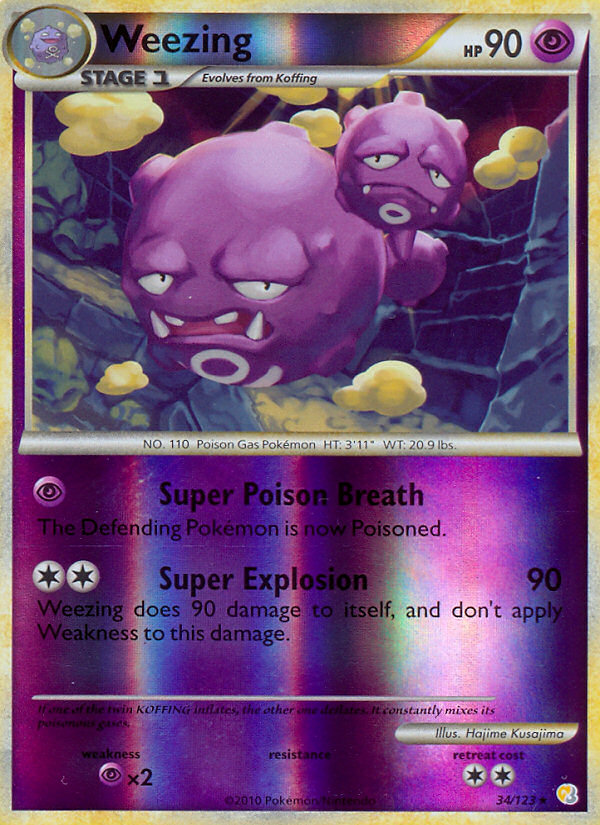 Weezing
HP 90
STAGE 1
Evolves from Koffing
NO. 110 Poison Gas Pokémon HT: 3'11" WT: 20.9 lbs.
Super Poison Breath
The Defending Pokémon is now Poisoned.
Super Explosion 90
Weezing does 90 damage to itself, and don't apply
Weakness to this damage.
If one of the twin KOFFING inflates, the other one deflates. It constantly mixes its
poisonous gases.
Illus. Hajime Kusajima
weakness resistance retreat cost
×2
©2010 Pokémon/Nintendo 34/123 ★